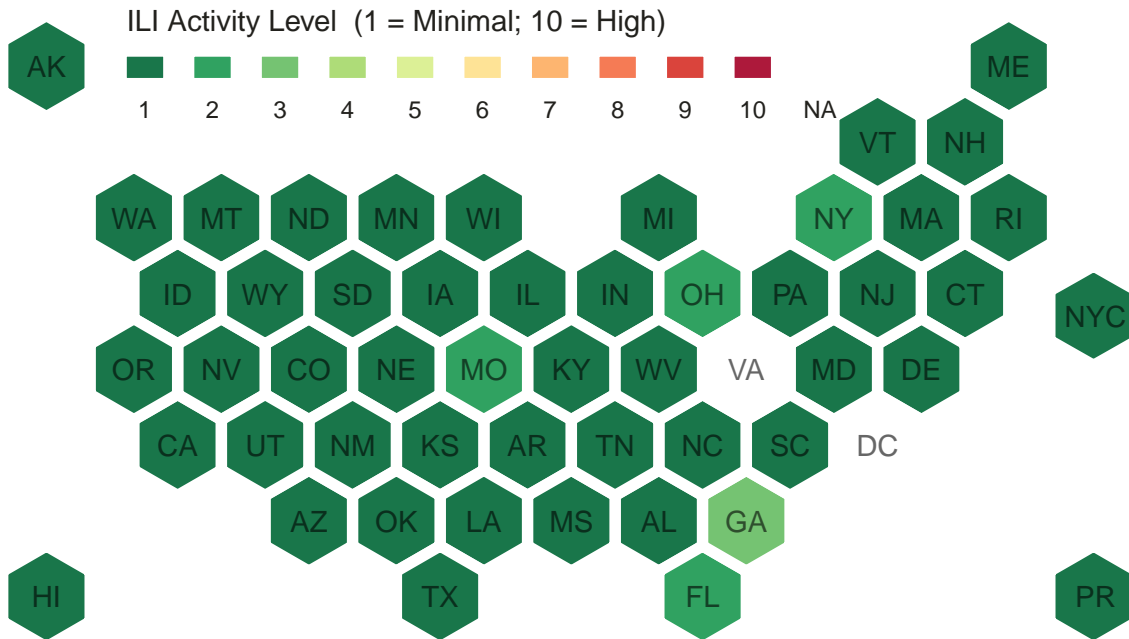 ILI Activity Level (1 = Minimal; 10 = High)
AK
ME
1 2 3 4 5 6 7 8 9 10 NA
VT NH
WA MT ND MN WI MI NY MA RI
ID WY SD IA IL IN OH PA NJ CT
NYC
OR NV CO NE MO KY WV VA MD DE
CA UT NM KS AR TN NC SC DC
AZ OK LA MS AL GA
HI TX FL PR